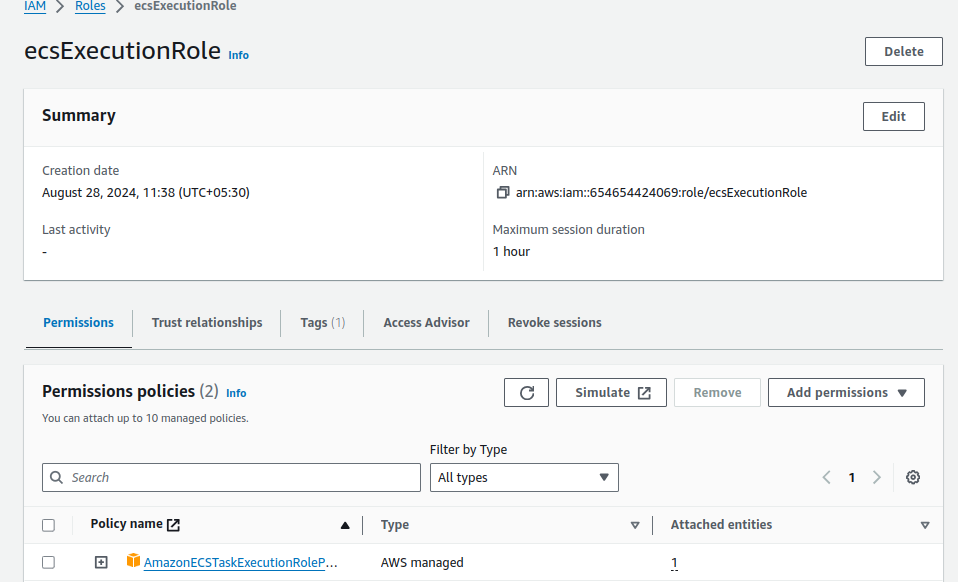 IAM > Roles > ecsExecutionRole
ecsExecutionRole Info
Delete
Summary
Edit
Creation date
August 28, 2024, 11:38 (UTC+05:30)
ARN
arn:aws:iam::654654424069:role/ecsExecutionRole
Last activity
-
Maximum session duration
1 hour
Permissions Trust relationships Tags (1) Access Advisor Revoke sessions
Permissions policies (2) Info
You can attach up to 10 managed policies.
Simulate Remove Add permissions
Filter by Type
Search All types 1
Policy name Type Attached entities
AmazonECSTaskExecutionRoleP... AWS managed 1